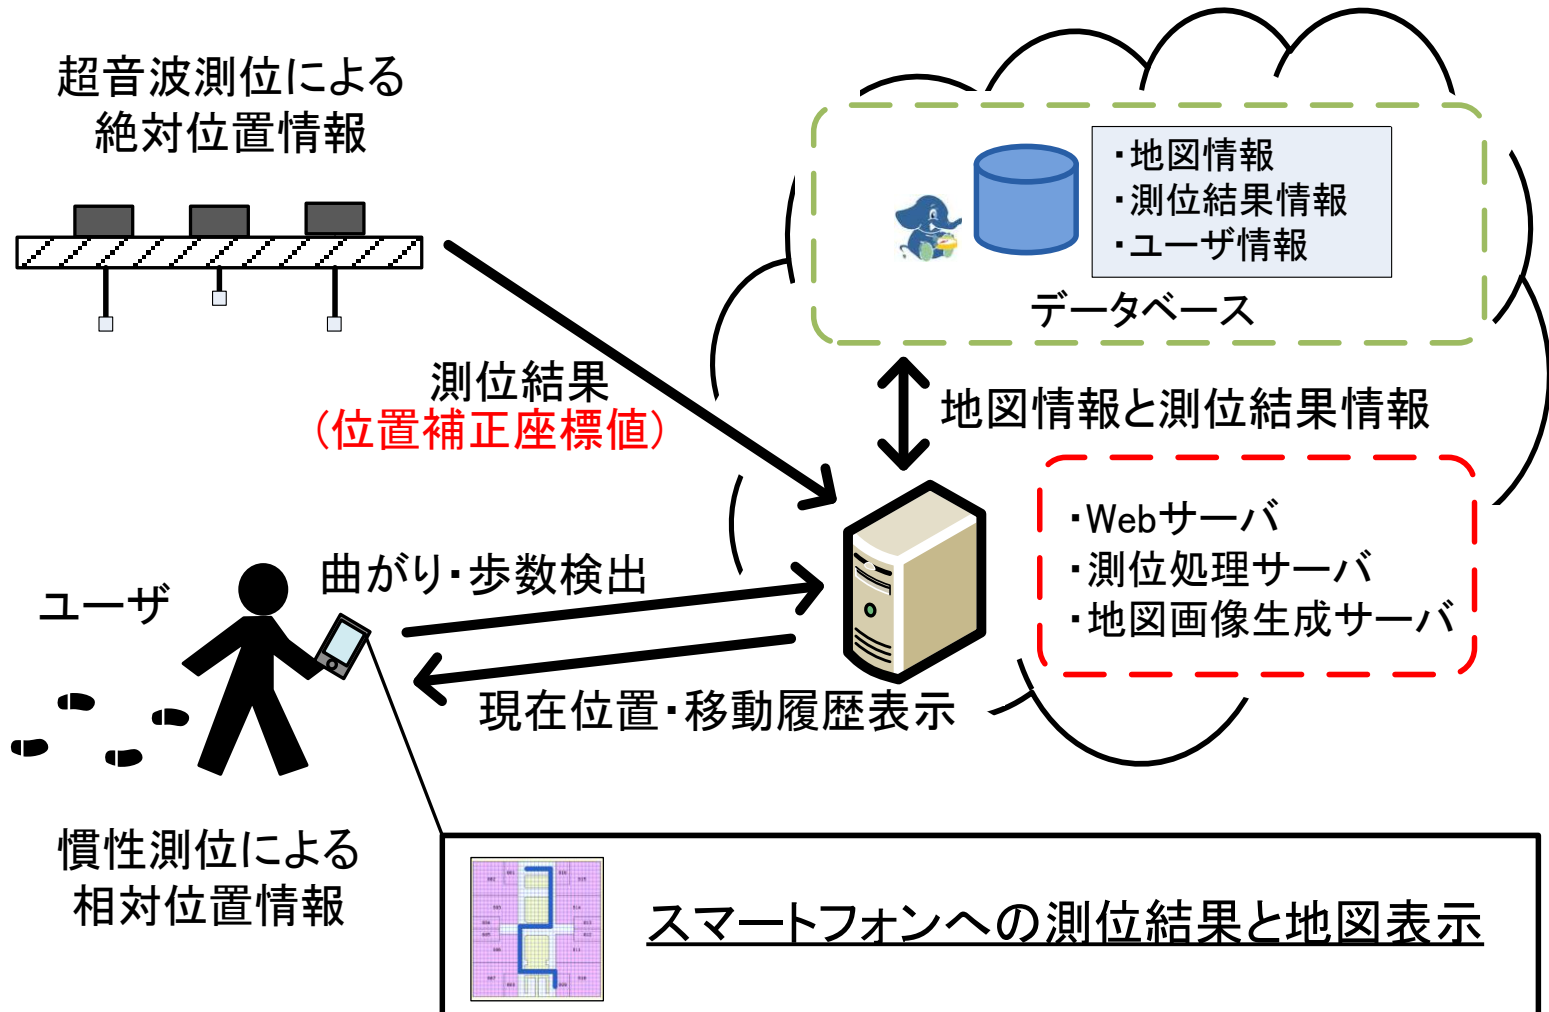 超音波測位による
絶対位置情報
・地図情報
・測位結果情報
・ユーザ情報
データベース
測位結果
（位置補正座標値）
地図情報と測位結果情報
・Webサーバ
・測位処理サーバ
・地図画像生成サーバ
ユーザ
曲がり・歩数検出
現在位置・移動履歴表示
慣性測位による
相対位置情報
スマートフォンへの測位結果と地図表示